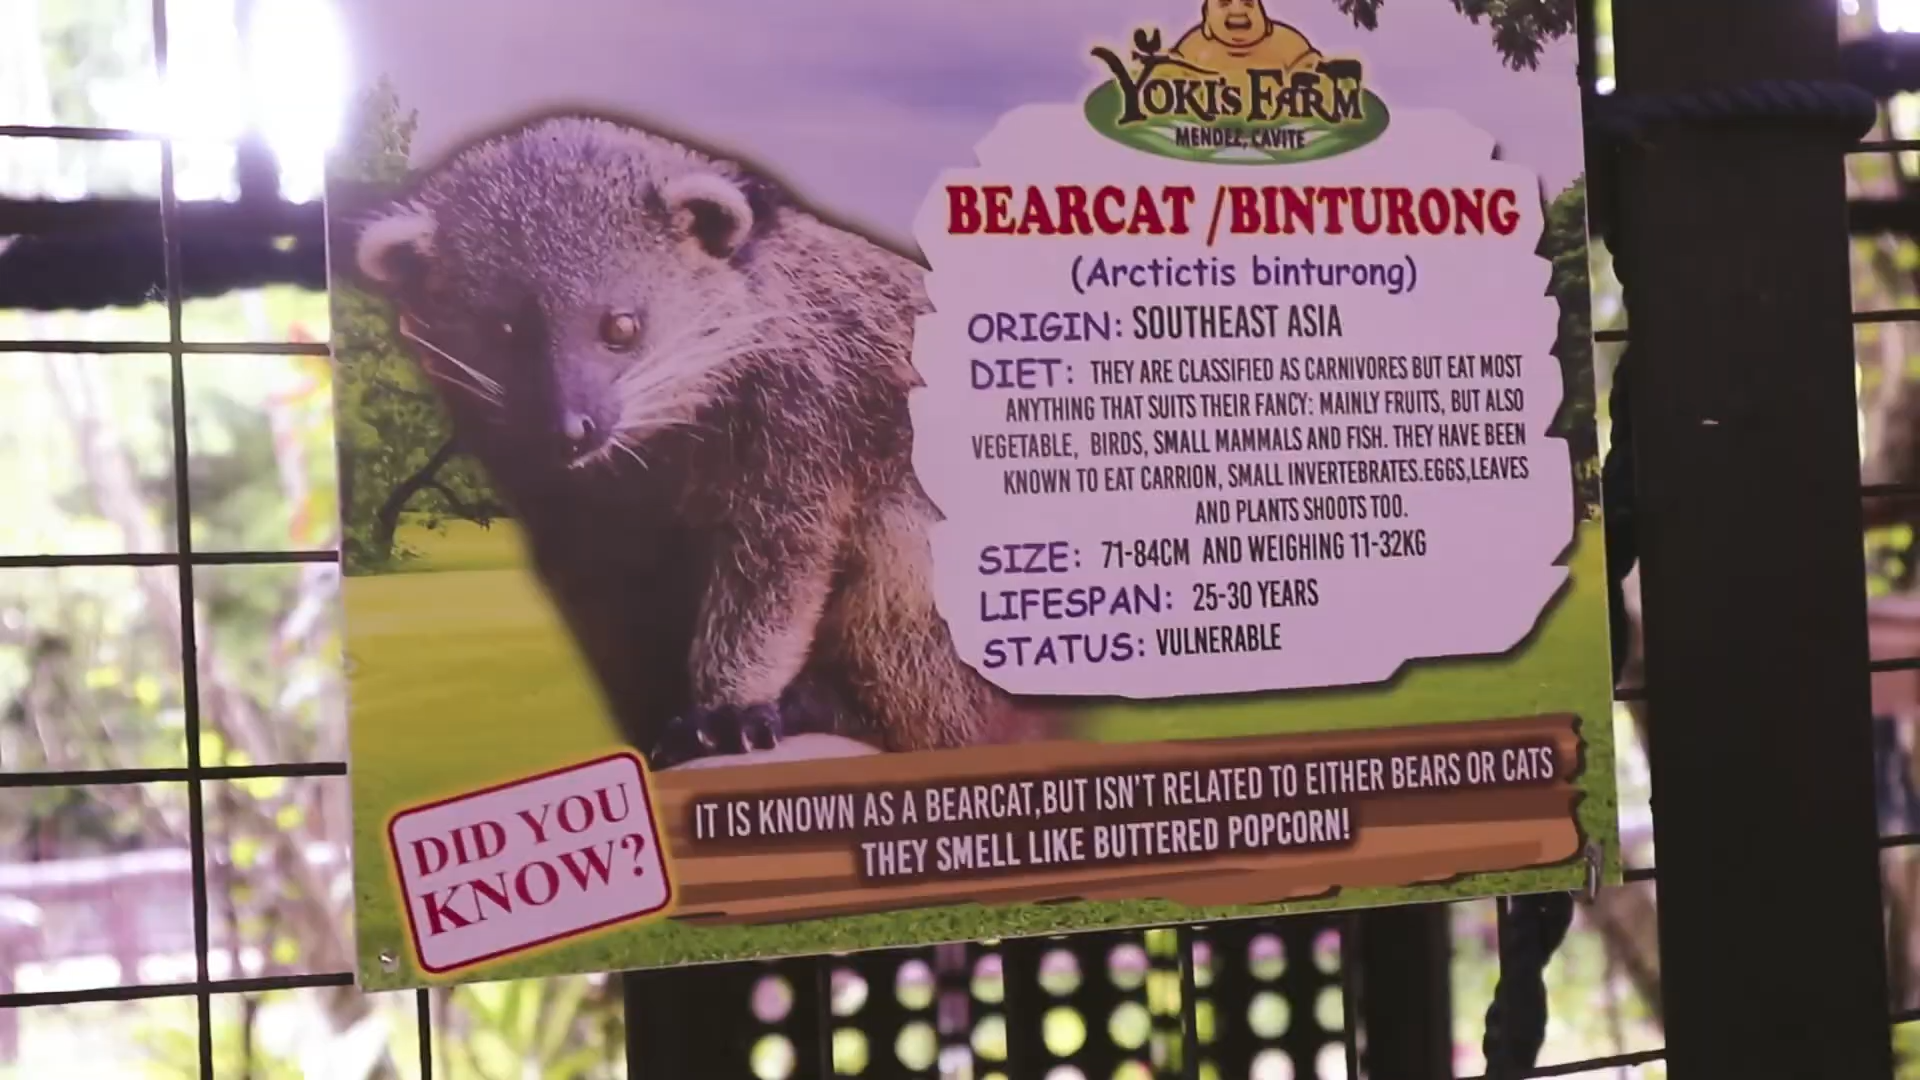 YOKI'S FARM
MENDEZ, CAVITE
BEARCAT /BINTURONG
(Arctictis binturong)
ORIGIN: SOUTHEAST ASIA
DIET: THEY ARE CLASSIFIED AS CARNIVORES BUT EAT MOST
ANYTHING THAT SUITS THEIR FANCY: MAINLY FRUITS, BUT ALSO
VEGETABLE, BIRDS, SMALL MAMMALS AND FISH. THEY HAVE BEEN
KNOWN TO EAT CARRION, SMALL INVERTEBRATES.EGGS,LEAVES
AND PLANTS SHOOTS TOO.
SIZE: 71-84CM AND WEIGHING 11-32KG
LIFESPAN: 25-30 YEARS
STATUS: VULNERABLE
DID YOU
KNOW?
IT IS KNOWN AS A BEARCAT,BUT ISN'T RELATED TO EITHER BEARS OR CATS
THEY SMELL LIKE BUTTERED POPCORN!